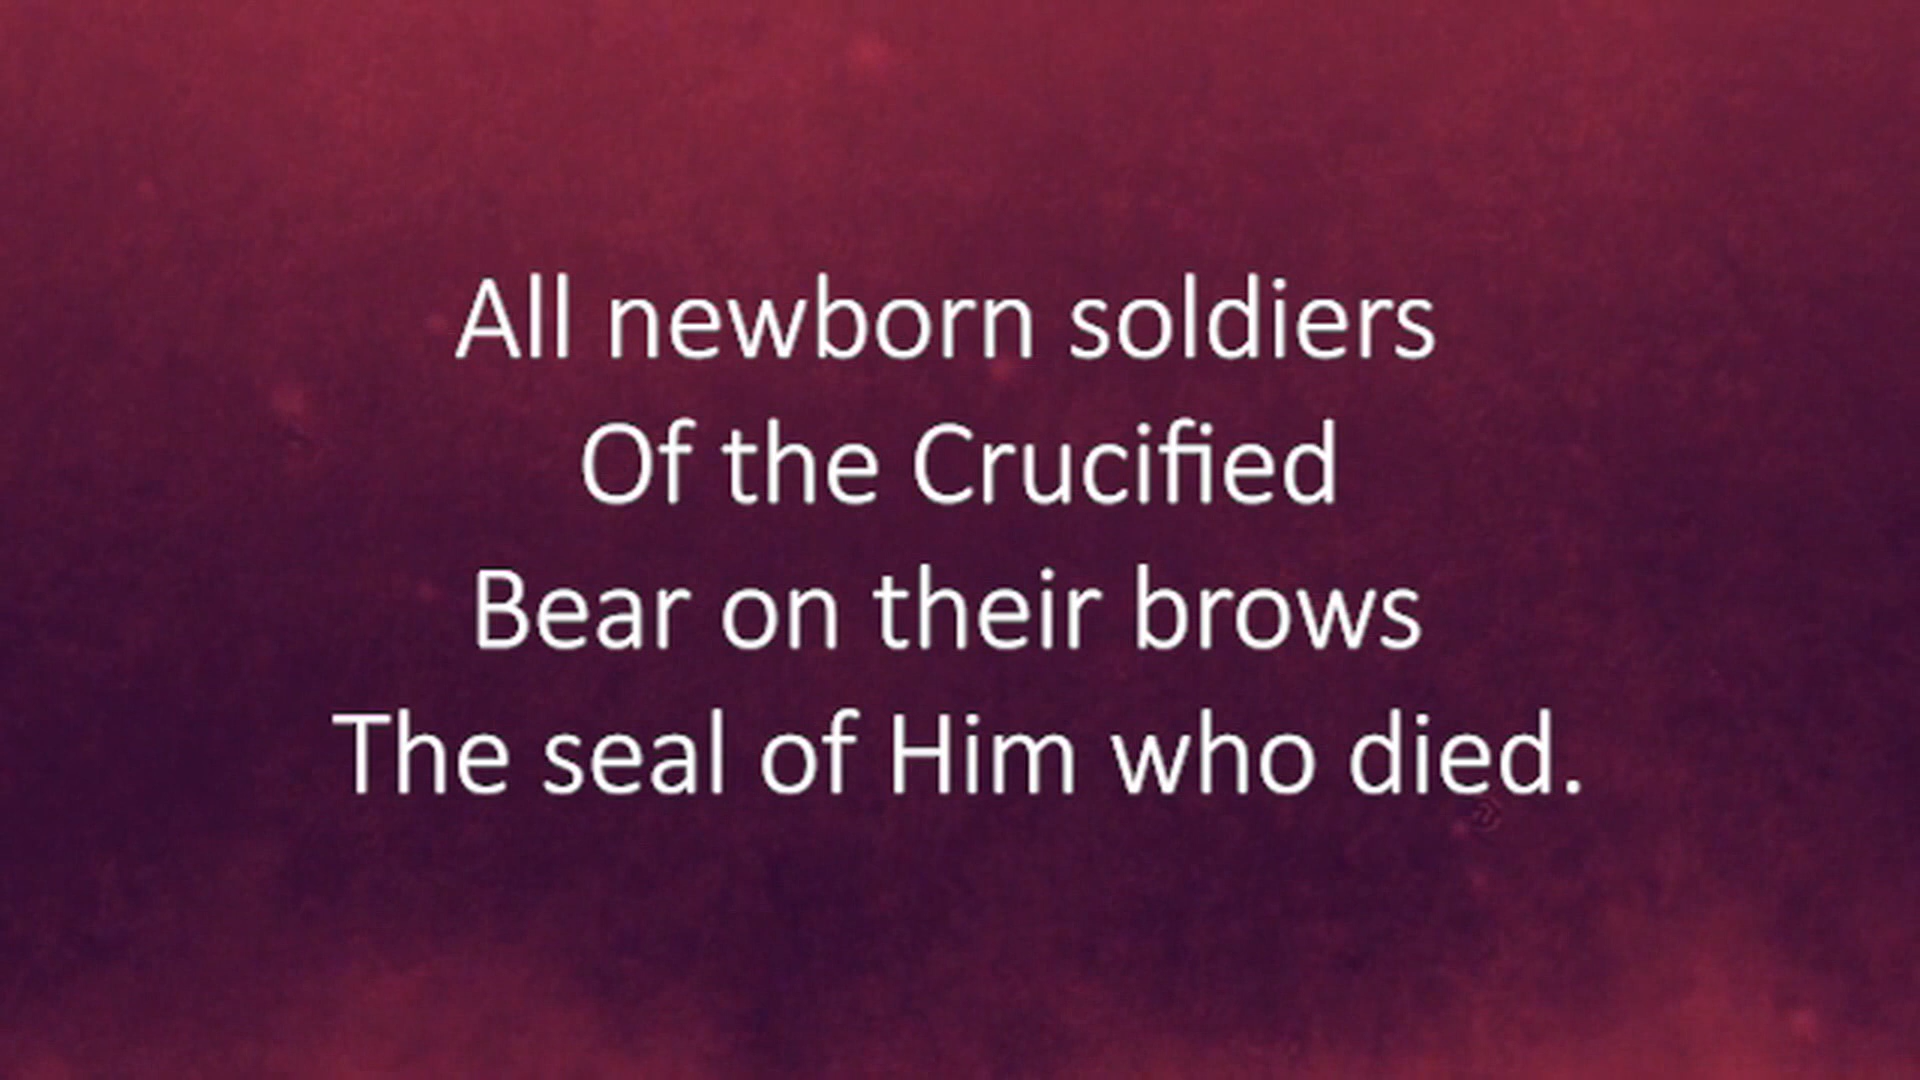 All newborn soldiers
Of the Crucified
Bear on their brows
The seal of Him who died.